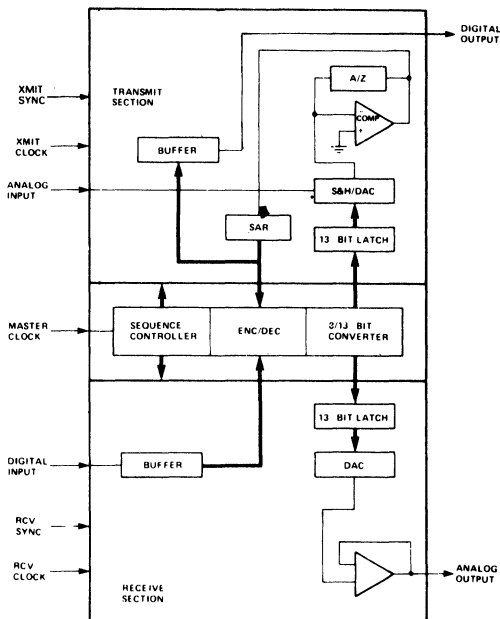 DIGITAL
OUTPUT
XMIT
SYNC
TRANSMIT
SECTION
A/Z
COMP
-
+
XMIT
CLOCK
BUFFER
ANALOG
INPUT
S&H/DAC
SAR
13 BIT LATCH
MASTER
CLOCK
SEQUENCE
CONTROLLER
ENC/DEC
8/13 BIT
CONVERTER
13 BIT LATCH
DIGITAL
INPUT
BUFFER
DAC
RCV
SYNC
RCV
CLOCK
ANALOG
OUTPUT
RECEIVE
SECTION